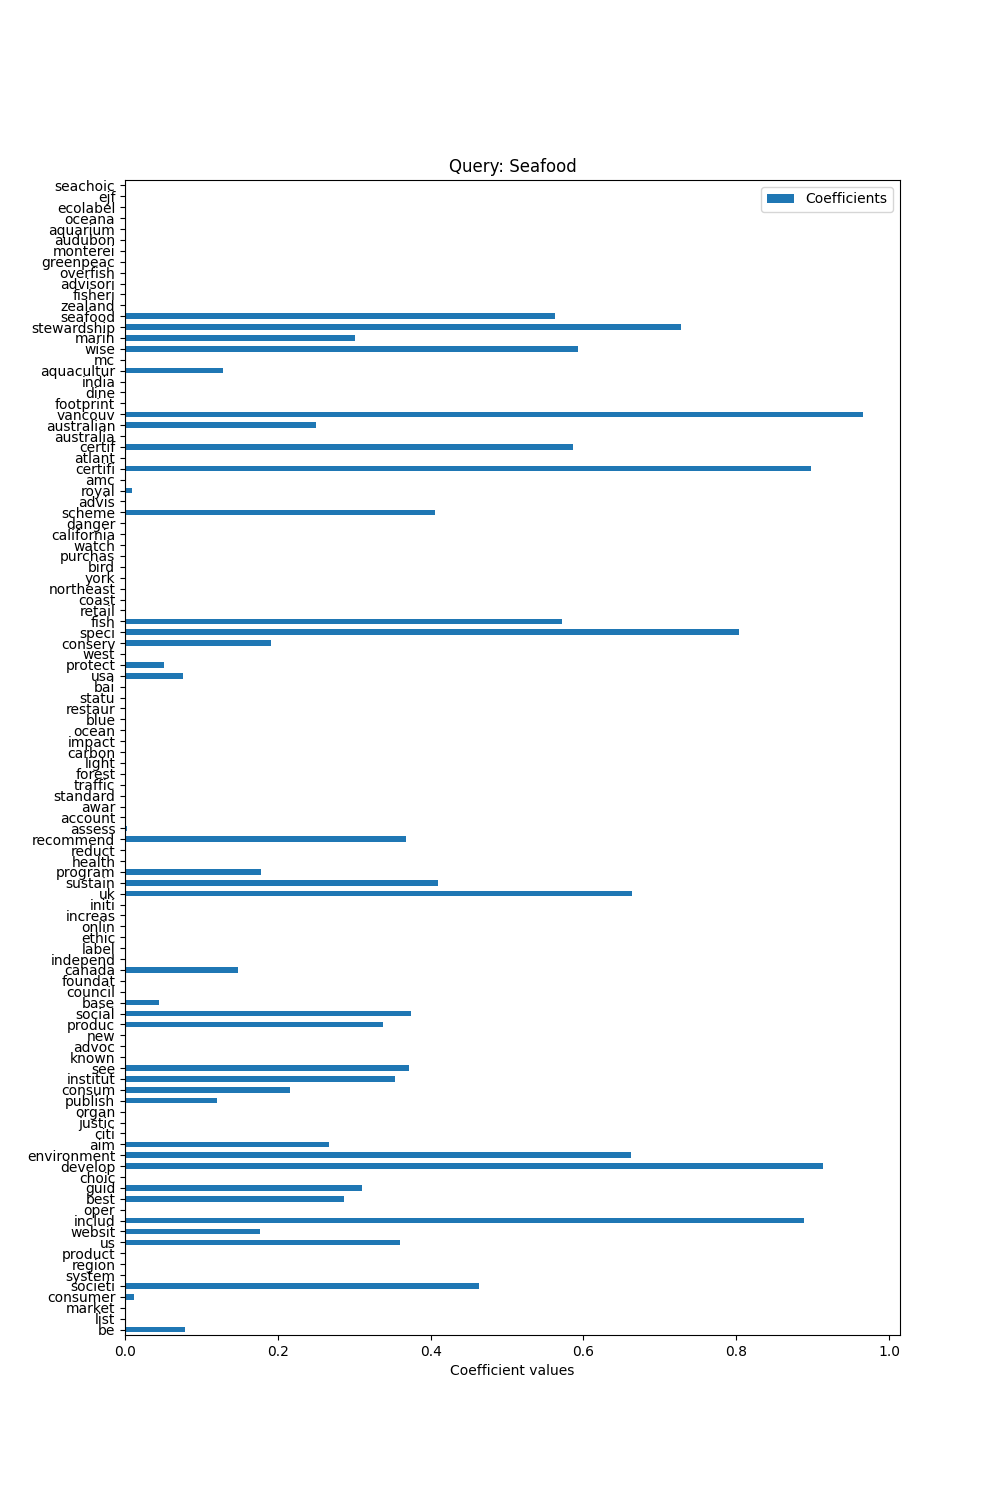 Query: Seafood
Coefficients
seachoic
ejf
ecolabel
oceana
aquarium
audubon
monterei
greenpeac
overfish
advisori
fisheri
zealand
seafood
stewardship
marin
wise
mc
aquacultur
india
dine
footprint
vancouv
australian
australia
certif
atlant
certifi
amc
royal
advis
scheme
danger
california
watch
purchas
bird
york
northeast
coast
retail
fish
speci
conserv
west
protect
usa
bai
statu
restaur
blue
ocean
impact
carbon
light
forest
traffic
standard
awar
account
assess
recommend
reduct
health
program
sustain
uk
initi
increas
onlin
ethic
label
independ
canada
foundat
council
base
social
produc
new
advoc
known
see
institut
consum
publish
organ
justic
citi
aim
environment
develop
choic
guid
best
oper
includ
websit
us
product
region
system
societi
consumer
market
list
be
0.0 0.2 0.4 0.6 0.8 1.0
Coefficient values